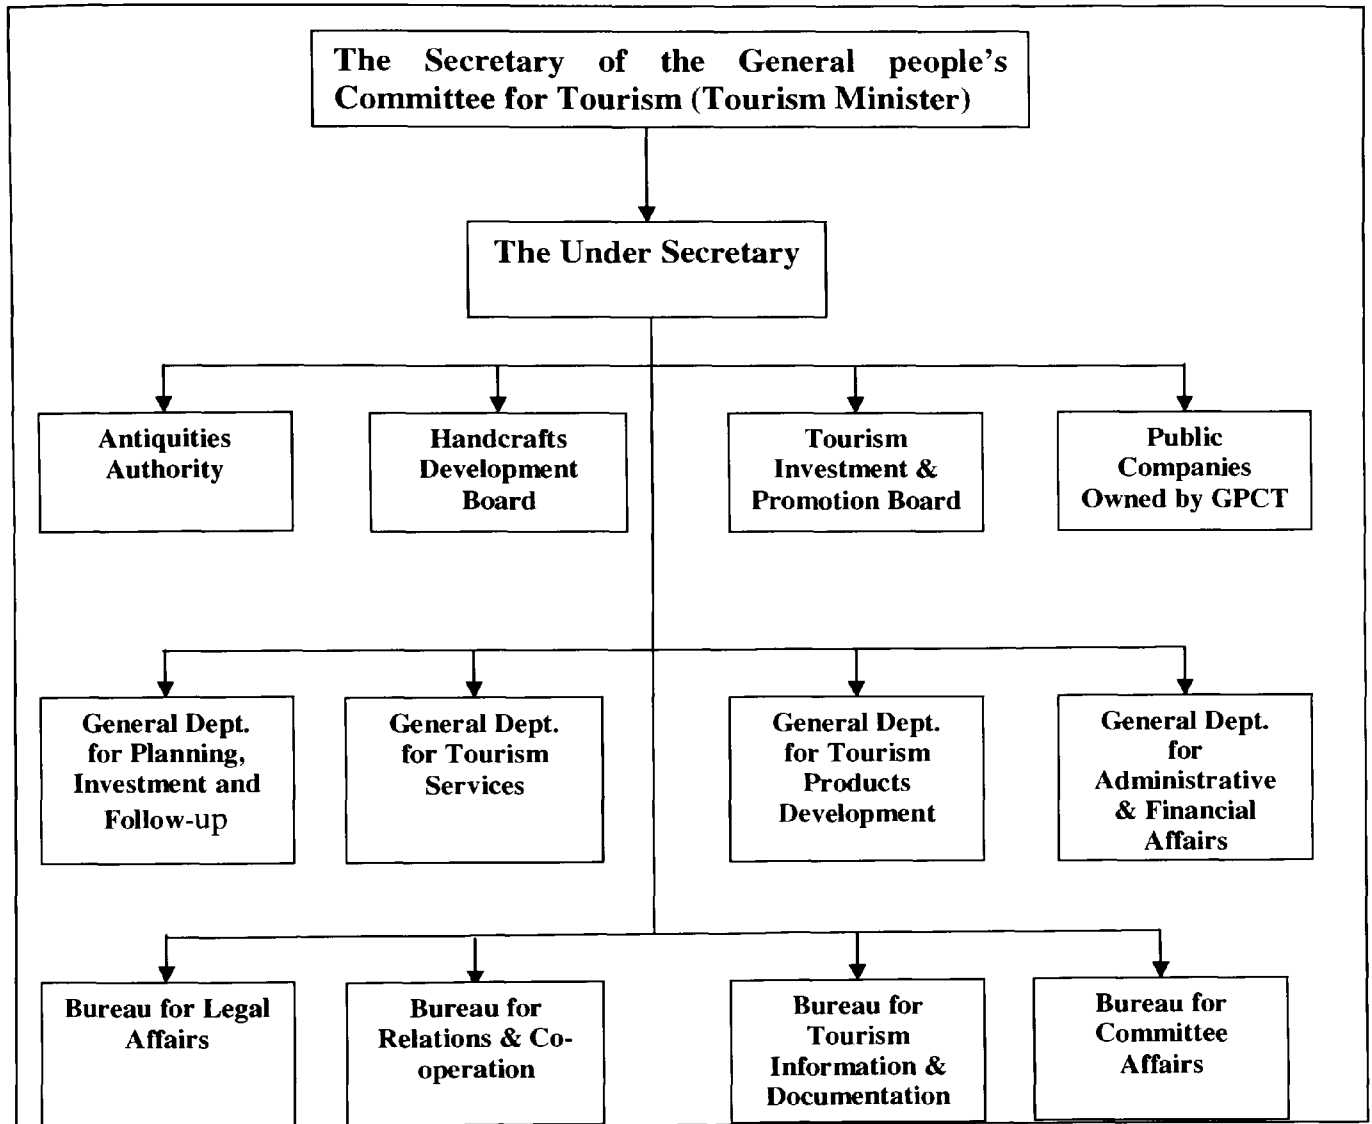 The Secretary of the General people's
Committee for Tourism (Tourism Minister)
The Under Secretary
Antiquities
Authority
Handcrafts
Development
Board
Tourism
Investment &
Promotion Board
Public
Companies
Owned by GPCT
General Dept.
for Planning,
Investment and
Follow-up
General Dept.
for Tourism
Services
General Dept.
for Tourism
Products
Development
General Dept.
for
Administrative
& Financial
Affairs
Bureau for Legal
Affairs
Bureau for
Relations & Co-
operation
Bureau for
Tourism
Information &
Documentation
Bureau for
Committee
Affairs